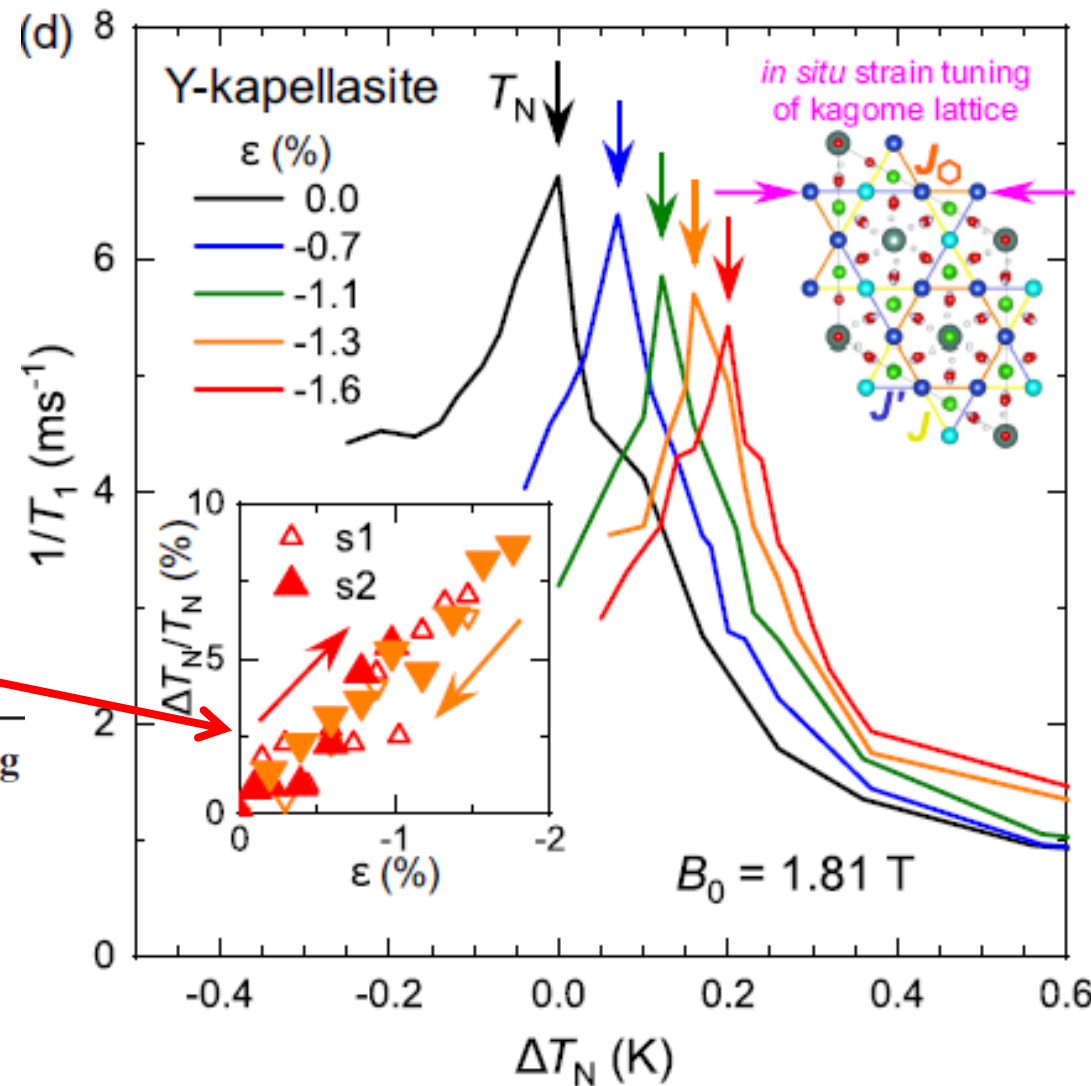 (d)
8
6
4
2
0
1/T₁ (ms⁻¹)
Y-kapellasite
ε (%)
0.0
-0.7
-1.1
-1.3
-1.6
T_N
in situ strain tuning
of kagome lattice
J⬡
J'
J
ΔT_N/T_N (%)
10
5
0
s1
s2
0
-1
-2
ε (%)
B₀ = 1.81 T
g
-0.4
-0.2
0.0
0.2
0.4
0.6
ΔT_N (K)